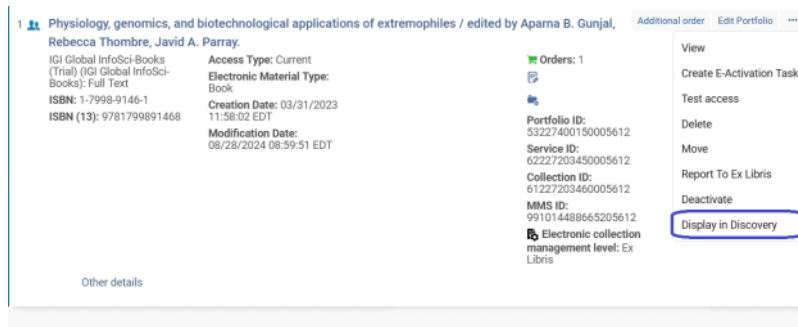 1 Physiology, genomics, and biotechnological applications of extremophiles / edited by Aparna B. Gunjal,
Rebecca Thombre, Javid A. Parray.
Additional order Edit Portfolio ...
IGI Global InfoSci-Books
(Trial) (IGI Global InfoSci-
Books): Full Text
ISBN: 1-7998-9146-1
ISBN (13): 9781799891468
Access Type: Current
Electronic Material Type:
Book
Creation Date: 03/31/2023
11:58:02 EDT
Modification Date:
08/28/2024 08:59:51 EDT
Orders: 1
Portfolio ID:
53227400150005612
Service ID:
62227203450005612
Collection ID:
61227203460005612
MMS ID:
991014488665205612
Electronic collection
management level: Ex
Libris
View
Create E-Activation Task
Test access
Delete
Move
Report To Ex Libris
Deactivate
Display in Discovery
Other details